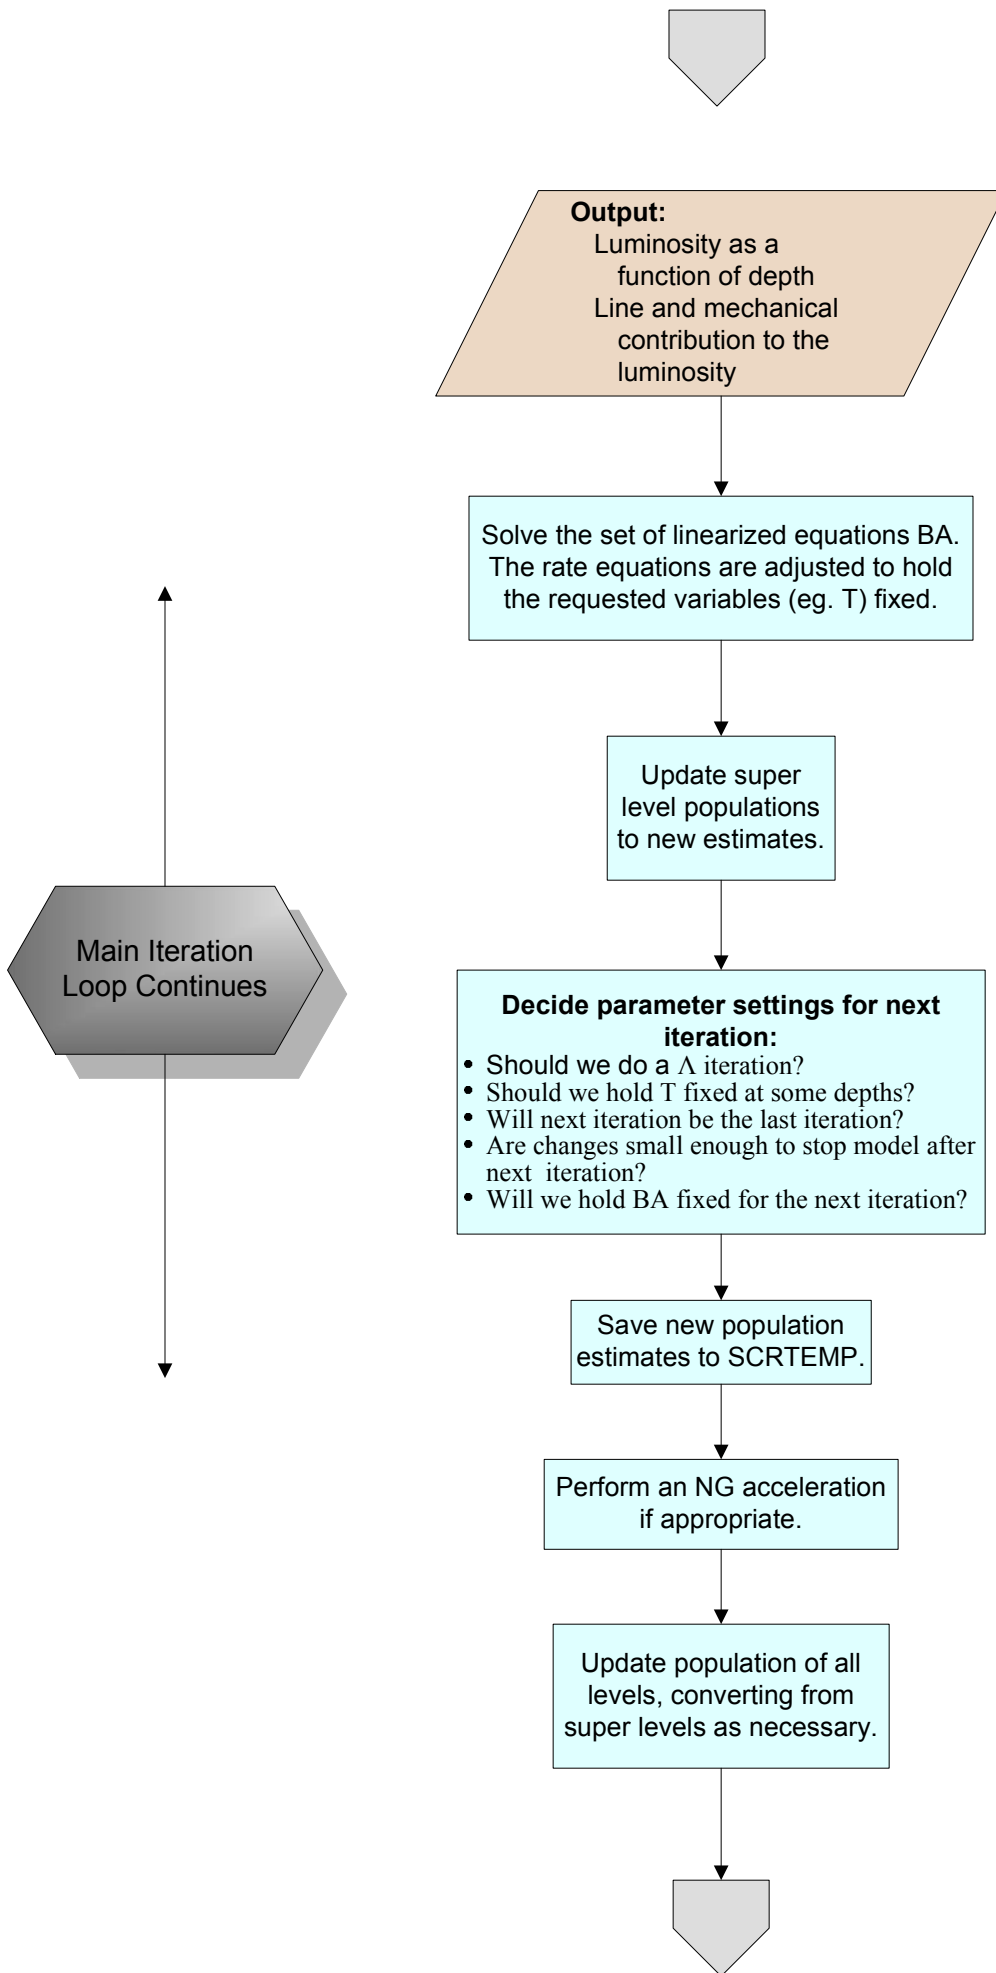 Output:
Luminosity as a
function of depth
Line and mechanical
contribution to the
luminosity
Solve the set of linearized equations BA.
The rate equations are adjusted to hold
the requested variables (eg. T) fixed.
Update super
level populations
to new estimates.
Main Iteration
Loop Continues
Decide parameter settings for next
iteration:
• Should we do a Λ iteration?
• Should we hold T fixed at some depths?
• Will next iteration be the last iteration?
• Are changes small enough to stop model after
next iteration?
• Will we hold BA fixed for the next iteration?
Save new population
estimates to SCRTEMP.
Perform an NG acceleration
if appropriate.
Update population of all
levels, converting from
super levels as necessary.